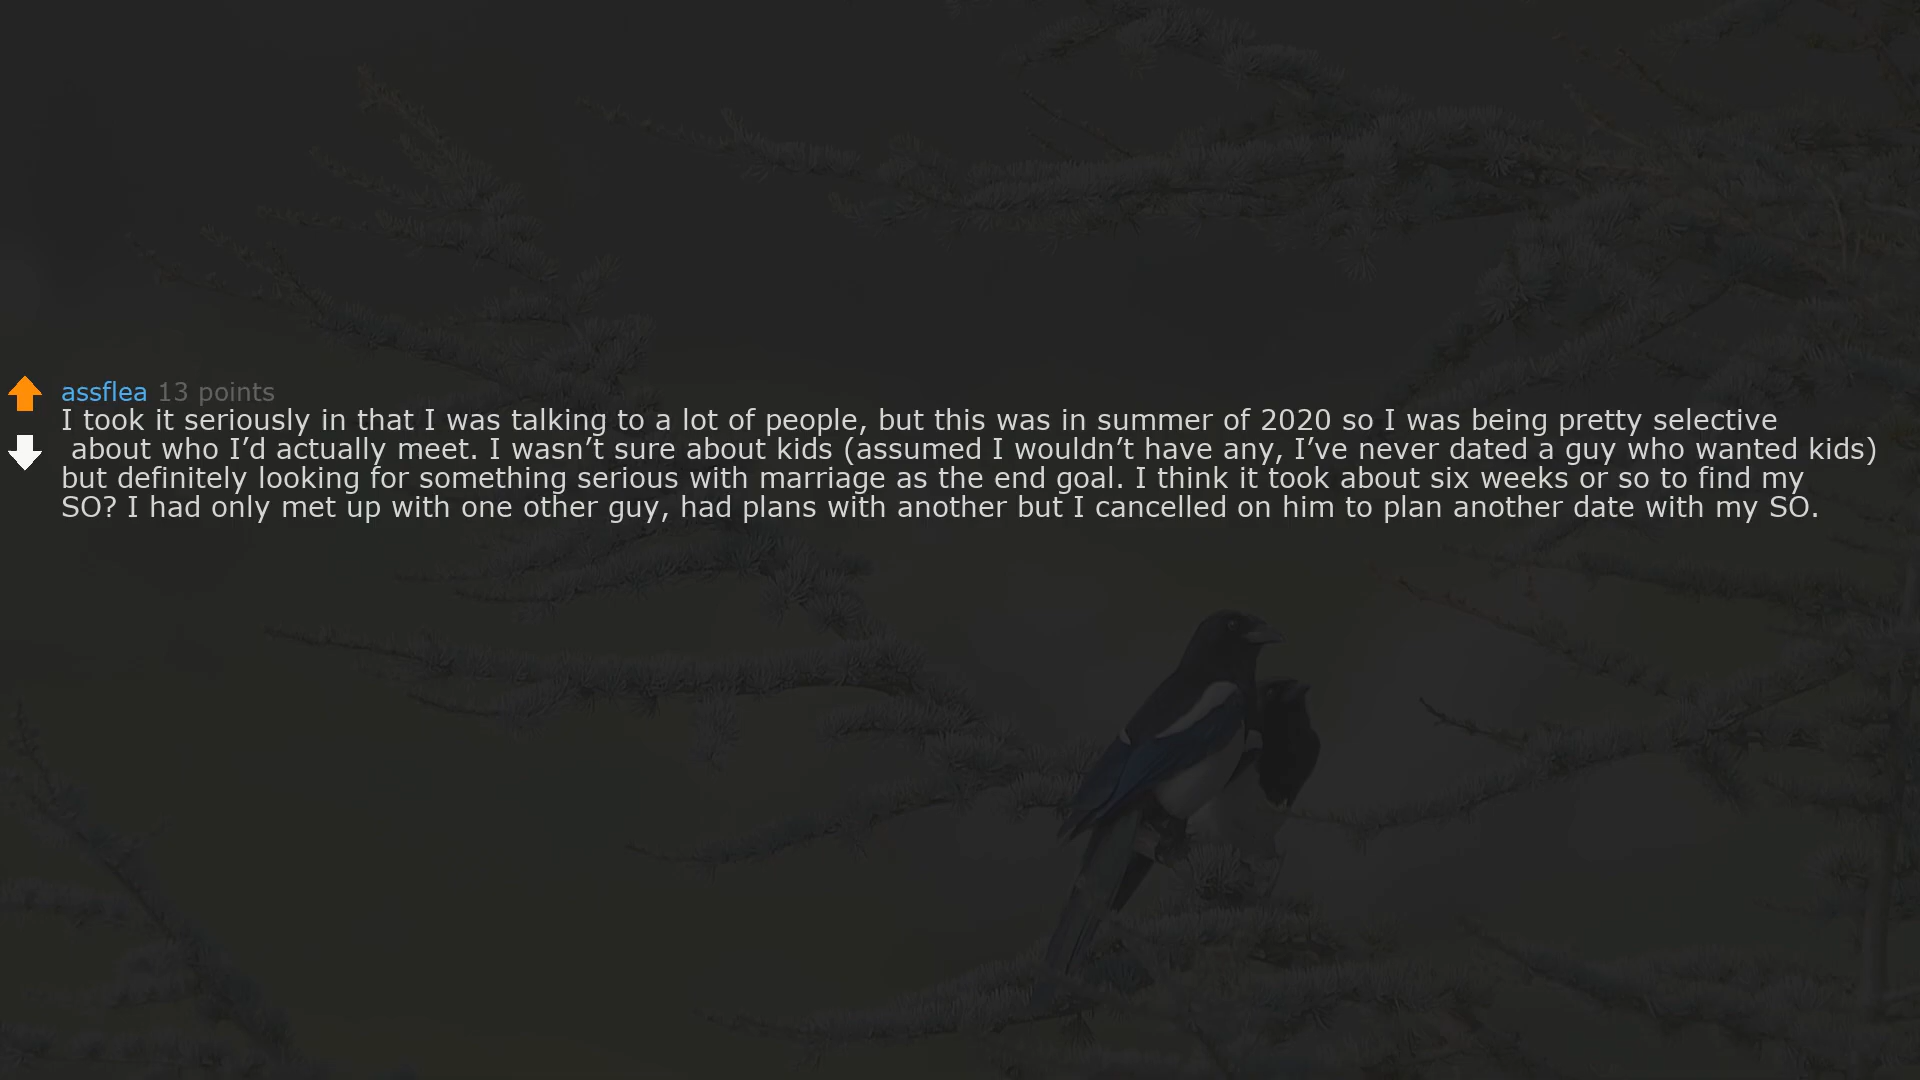 assflea 13 points
I took it seriously in that I was talking to a lot of people, but this was in summer of 2020 so I was being pretty selective
about who I’d actually meet. I wasn’t sure about kids (assumed I wouldn’t have any, I’ve never dated a guy who wanted kids)
but definitely looking for something serious with marriage as the end goal. I think it took about six weeks or so to find my
SO? I had only met up with one other guy, had plans with another but I cancelled on him to plan another date with my SO.